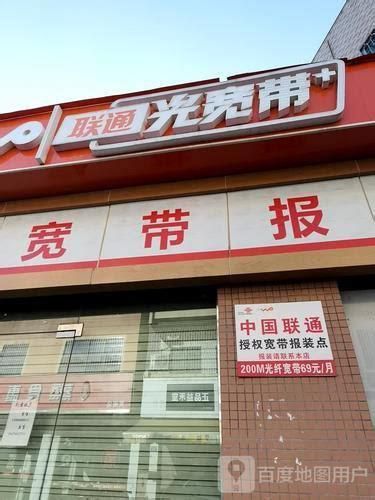 联通 光宽带+
宽带报
中国联通
授权宽带报装点
报装请联系本店
200M光纤宽带69元/月
百度地图用户